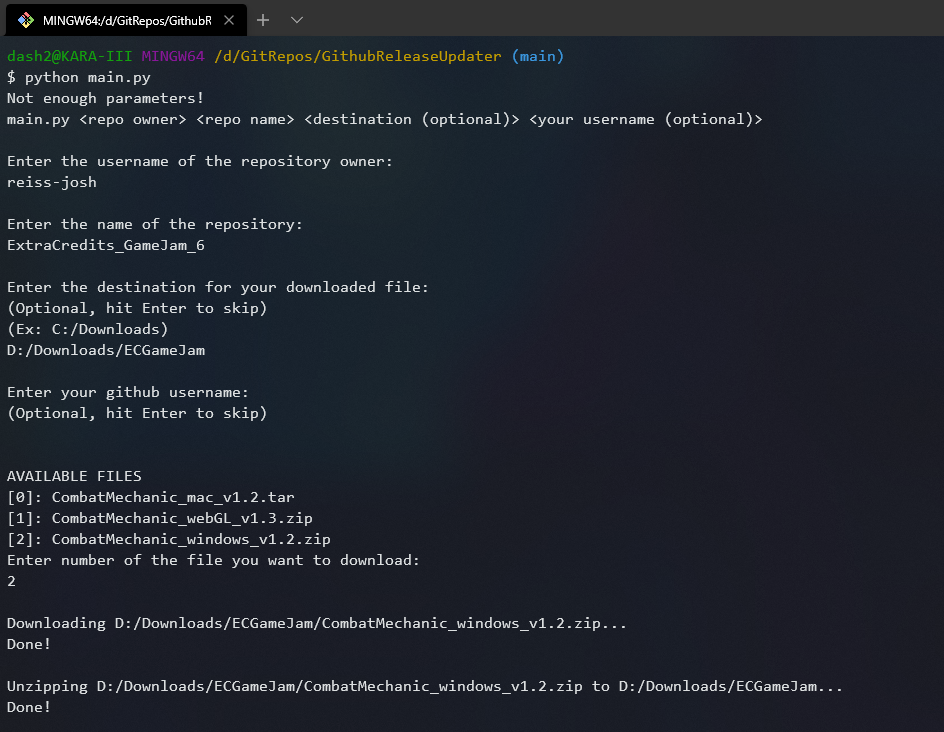 MINGW64:/d/GitRepos/GithubR
dash2@KARA-III MINGW64 /d/GitRepos/GithubReleaseUpdater (main)
$ python main.py
Not enough parameters!
main.py <repo owner> <repo name> <destination (optional)> <your username (optional)>
Enter the username of the repository owner:
reiss-josh
Enter the name of the repository:
ExtraCredits_GameJam_6
Enter the destination for your downloaded file:
(Optional, hit Enter to skip)
(Ex: C:/Downloads)
D:/Downloads/ECGameJam
Enter your github username:
(Optional, hit Enter to skip)
AVAILABLE FILES
[0]: CombatMechanic_mac_v1.2.tar
[1]: CombatMechanic_webGL_v1.3.zip
[2]: CombatMechanic_windows_v1.2.zip
Enter number of the file you want to download:
2
Downloading D:/Downloads/ECGameJam/CombatMechanic_windows_v1.2.zip...
Done!
Unzipping D:/Downloads/ECGameJam/CombatMechanic_windows_v1.2.zip to D:/Downloads/ECGameJam...
Done!